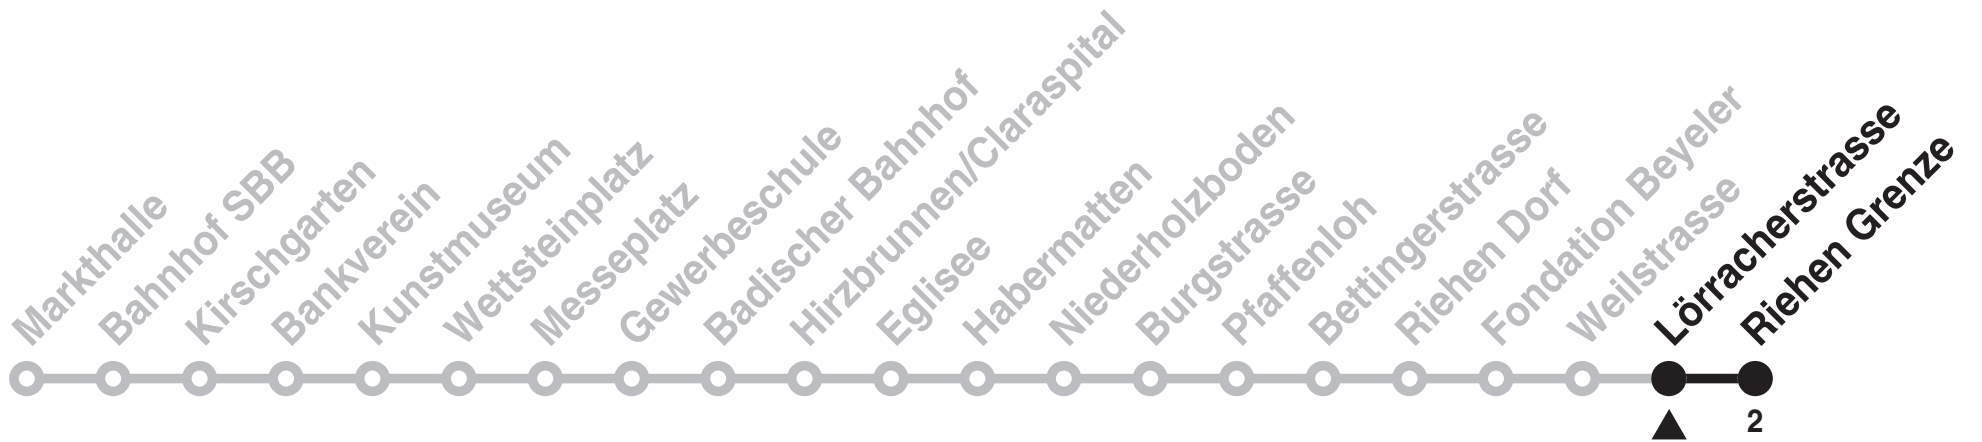 Markthalle
Bahnhof SBB
Kirschgarten
Bankverein
Kunstmuseum
Wettsteinplatz
Messeplatz
Gewerbeschule
Badischer Bahnhof
Hirzbrunnen/Claraspital
Eglisee
Habermatten
Niederholzboden
Burgstrasse
Pfaffenloh
Bettingerstrasse
Riehen Dorf
Fondation Beyeler
Weilstrasse
Lörracherstrasse
Riehen Grenze
2